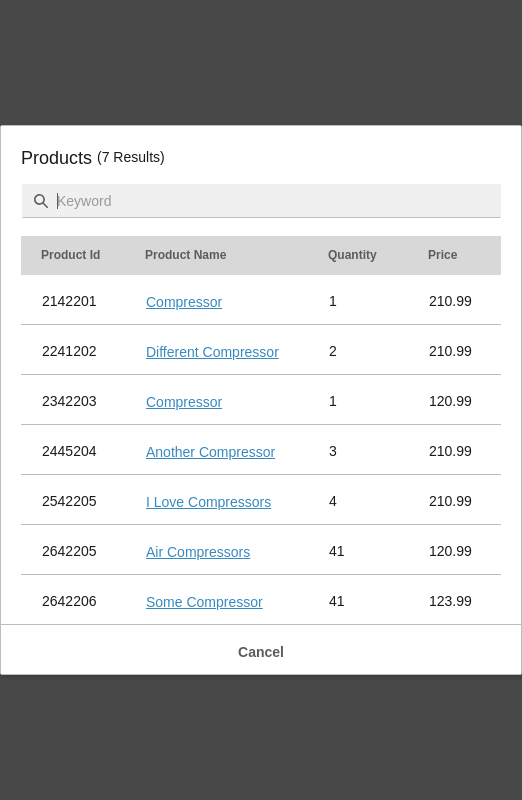 Products (7 Results)
Keyword
Product Id Product Name Quantity Price
2142201 Compressor 1 210.99
2241202 Different Compressor 2 210.99
2342203 Compressor 1 120.99
2445204 Another Compressor 3 210.99
2542205 I Love Compressors 4 210.99
2642205 Air Compressors 41 120.99
2642206 Some Compressor 41 123.99
Cancel